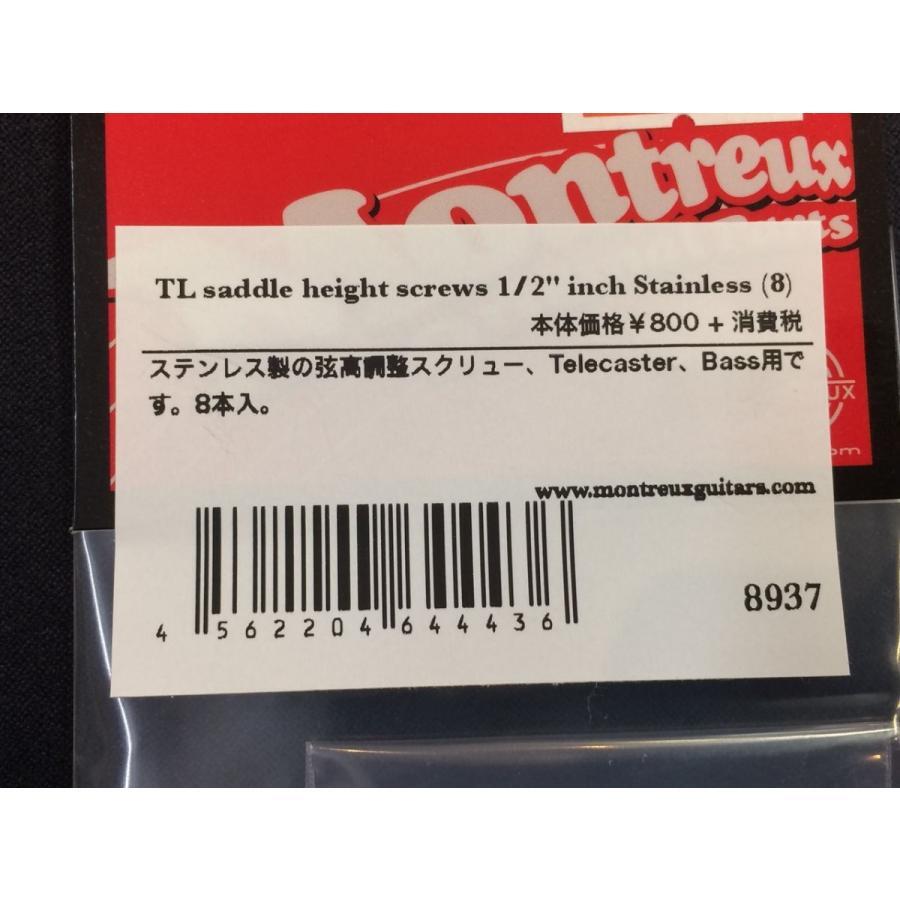 Montreux
TL saddle height screws 1/2" inch Stainless (8)
本体価格￥800 + 消費税
ステンレス製の弦高調整スクリュー、Telecaster、Bass用で
す。8本入。
www.montreuxguitars.com
8937
4 562204 644436